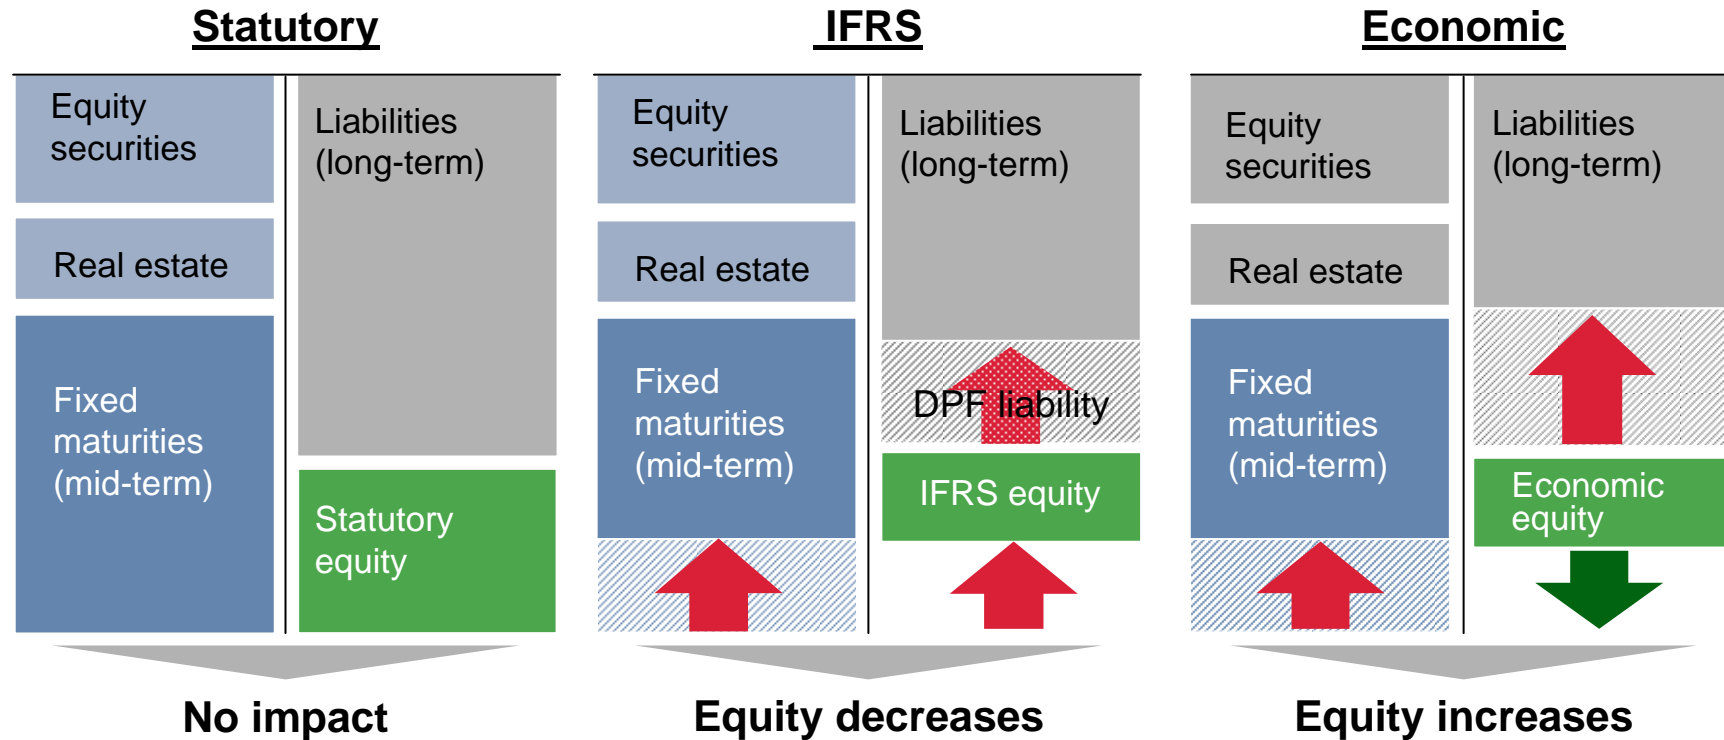 Statutory
Equity
securities
Real estate
Fixed
maturities
(mid-term)
Liabilities
(long-term)
Statutory
equity
No impact
IFRS
Equity
securities
Real estate
Fixed
maturities
(mid-term)
Liabilities
(long-term)
DPF liability
IFRS equity
Equity decreases
Economic
Equity
securities
Real estate
Fixed
maturities
(mid-term)
Liabilities
(long-term)
Economic
equity
Equity increases